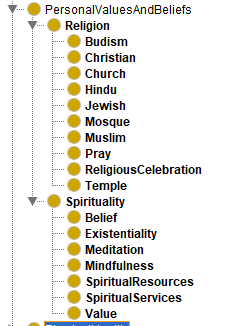 PersonalValuesAndBeliefs
Religion
Budism
Christian
Church
Hindu
Jewish
Mosque
Muslim
Pray
ReligiousCelebration
Temple
Spirituality
Belief
Existentiality
Meditation
Mindfulness
SpiritualResources
SpiritualServices
Value